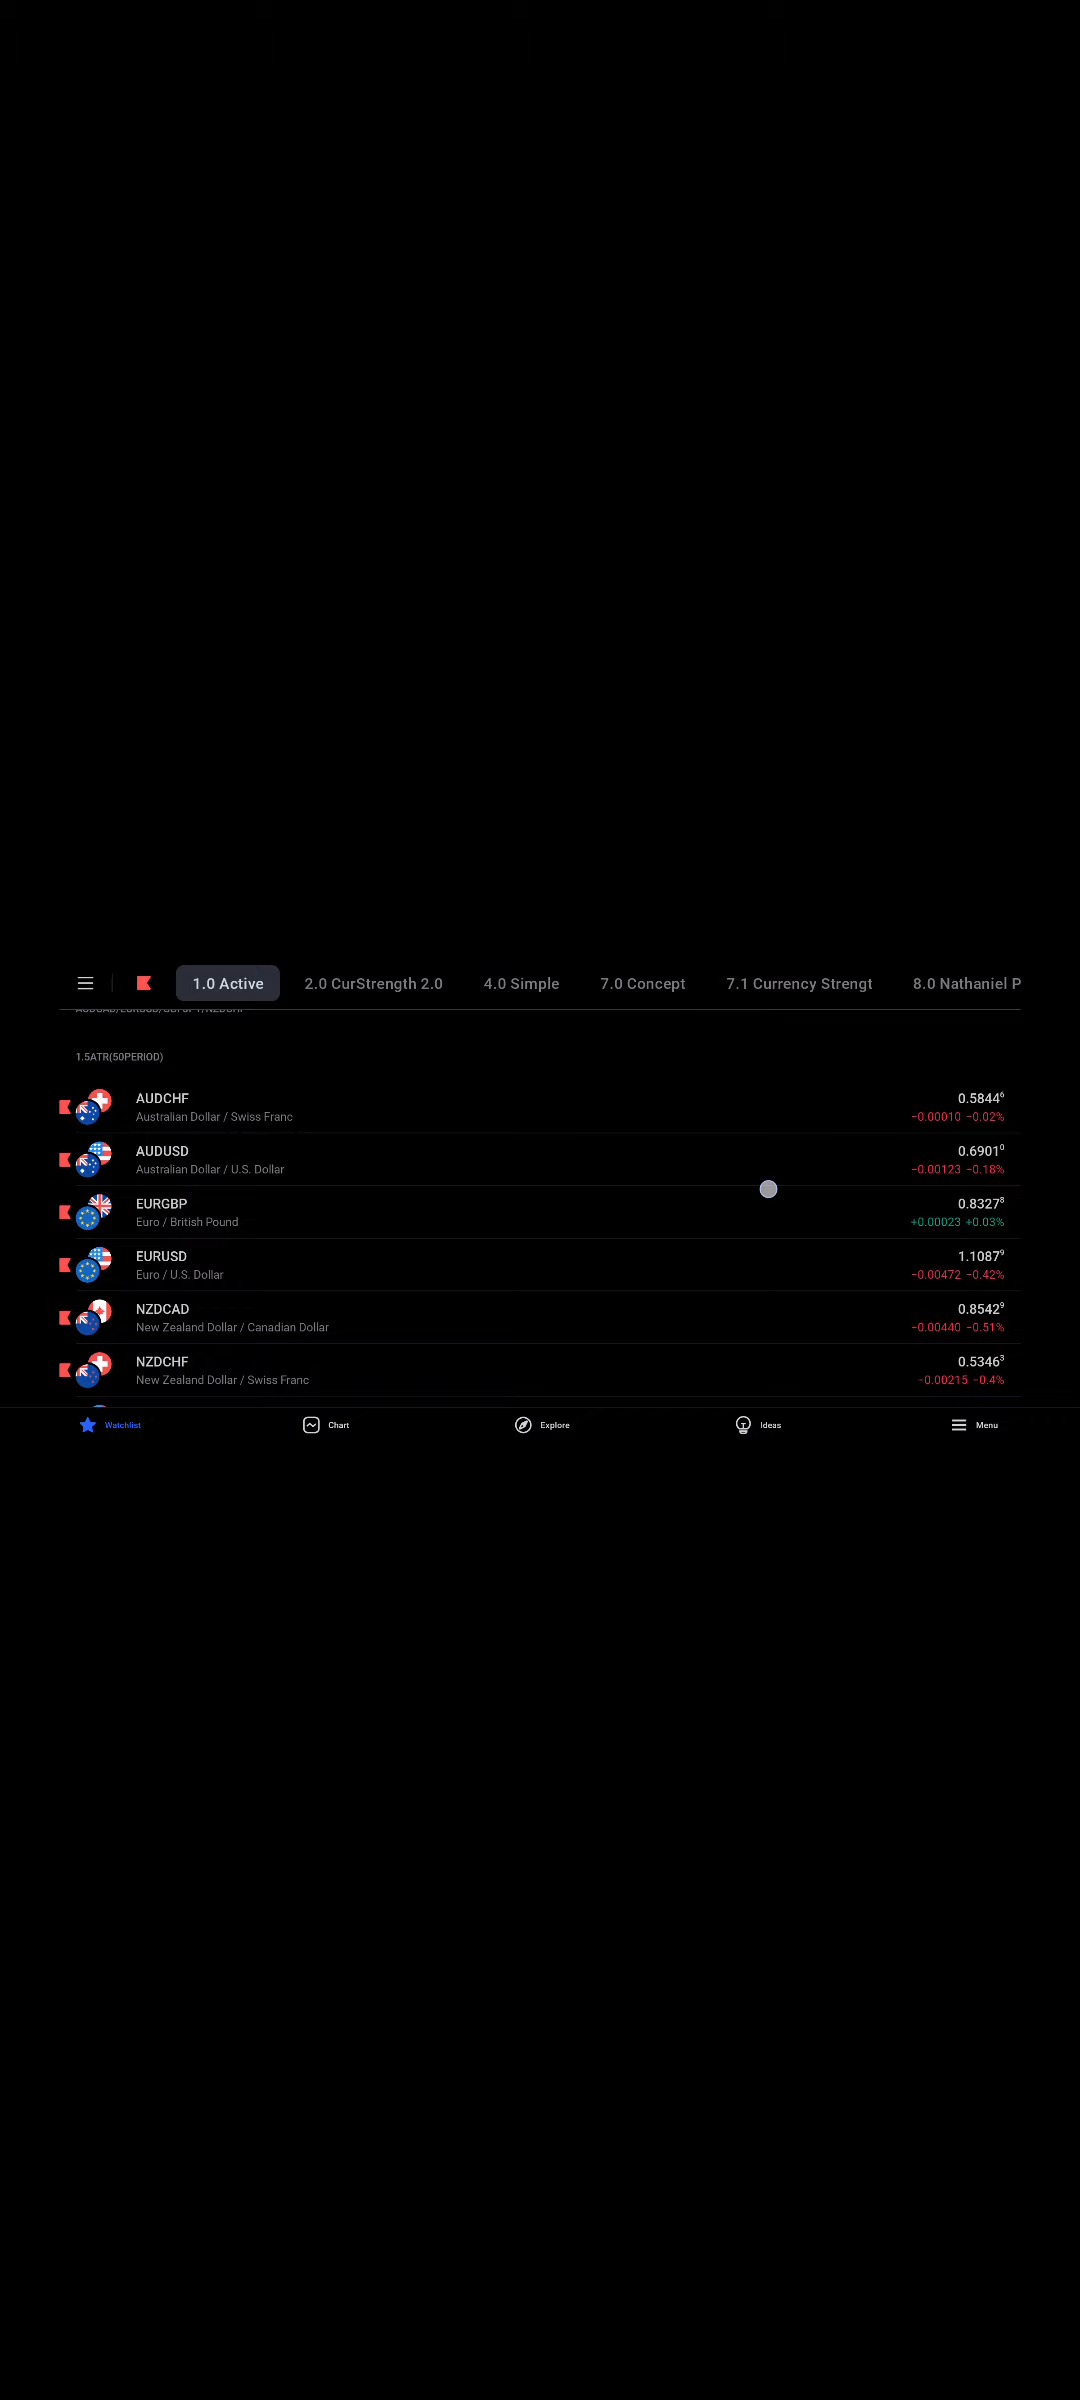 1.0 Active 2.0 CurStrength 2.0 4.0 Simple 7.0 Concept 7.1 Currency Strengt 8.0 Nathaniel P
1.5ATR(50PERIOD)
AUDCHF 0.58446
Australian Dollar / Swiss Franc −0.00010 −0.02%
AUDUSD 0.69010
Australian Dollar / U.S. Dollar −0.00123 −0.18%
EURGBP 0.83278
Euro / British Pound +0.00023 +0.03%
EURUSD 1.10879
Euro / U.S. Dollar −0.00472 −0.42%
NZDCAD 0.85429
New Zealand Dollar / Canadian Dollar −0.00440 −0.51%
NZDCHF 0.53463
New Zealand Dollar / Swiss Franc −0.00215 −0.4%
Watchlist Chart Explore Ideas Menu